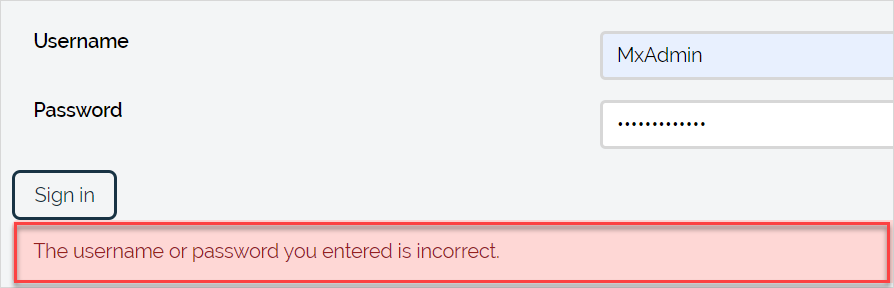 Username
MxAdmin
Password
•••••••••••••
Sign in
The username or password you entered is incorrect.